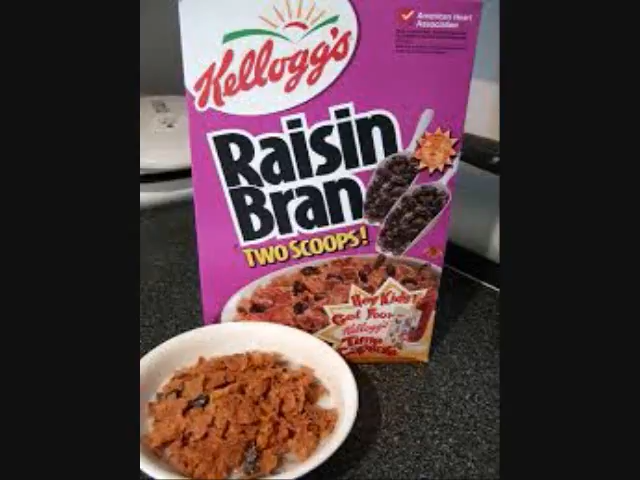 American Heart
Association
Kellogg's
Raisin
Bran
TWO SCOOPS!
Hey Kids!
Get Your
Kellogg's
Time
Capsule